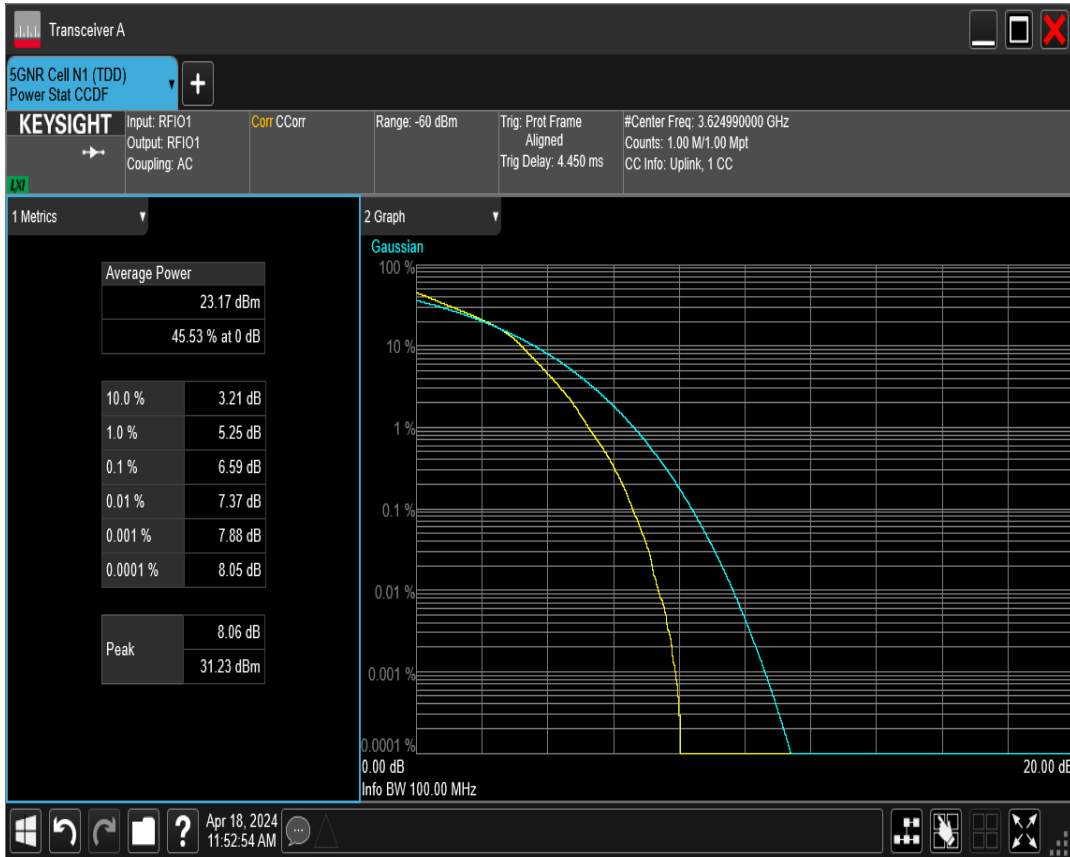 Transceiver A
5GNR Cell N1 (TDD)
Power Stat CCDF
+
KEYSIGHT
LXI
Input: RFIO1
Output: RFIO1
Coupling: AC
Corr CCorr
Range: -60 dBm
Trig: Prot Frame
Aligned
Trig Delay: 4.450 ms
#Center Freq: 3.624990000 GHz
Counts: 1.00 M/1.00 Mpt
CC Info: Uplink, 1 CC
1 Metrics
Average Power
23.17 dBm
45.53 % at 0 dB
10.0 % 3.21 dB
1.0 % 5.25 dB
0.1 % 6.59 dB
0.01 % 7.37 dB
0.001 % 7.88 dB
0.0001 % 8.05 dB
Peak 8.06 dB
31.23 dBm
2 Graph
Gaussian
100 %
10 %
1 %
0.1 %
0.01 %
0.001 %
0.0001 %
0.00 dB 20.00 dB
Info BW 100.00 MHz
?
Apr 18, 2024
11:52:54 AM